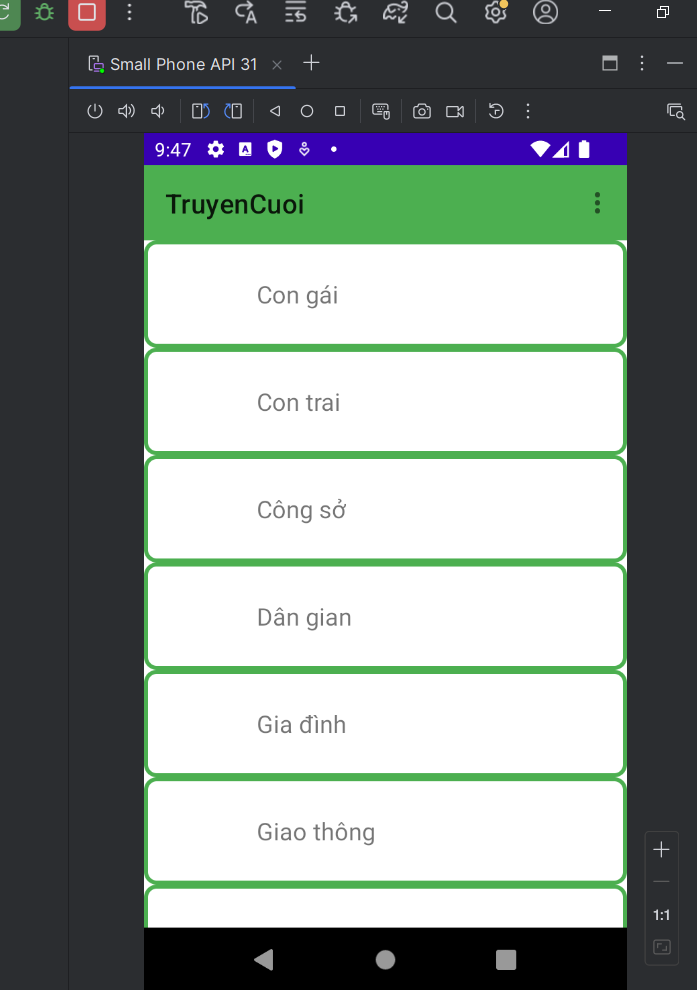 Small Phone API 31
9:47
TruyenCuoi
Con gái
Con trai
Công sở
Dân gian
Gia đình
Giao thông
1:1